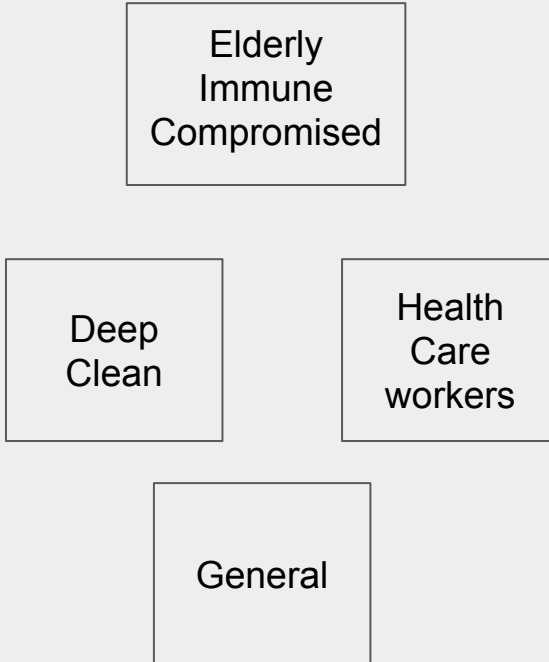 Elderly
Immune
Compromised
Deep
Clean
Health
Care
workers
General